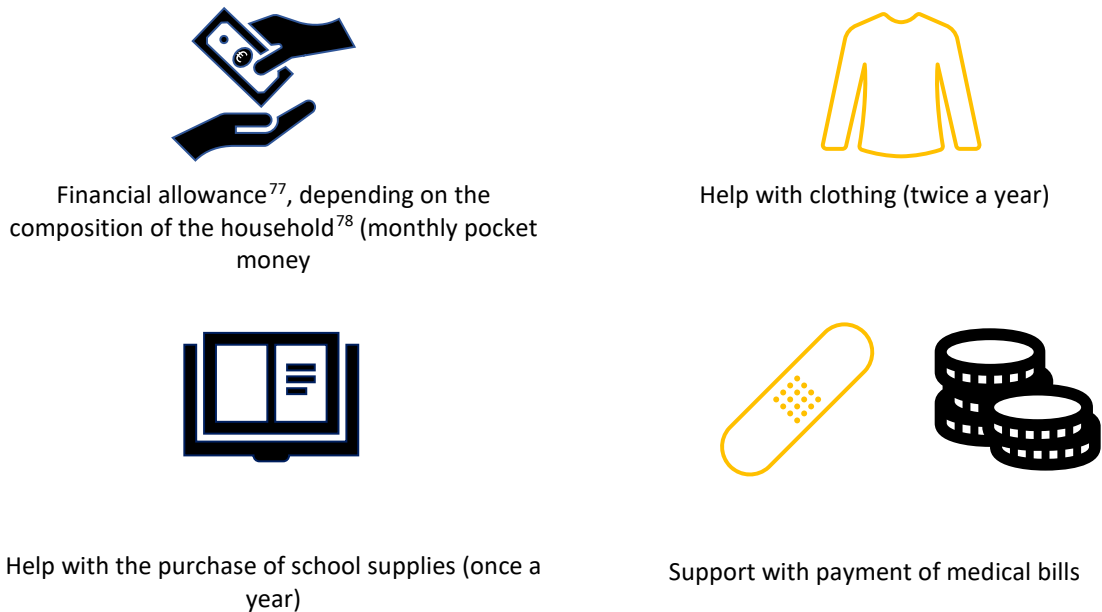 Financial allowance77, depending on the
composition of the household78 (monthly pocket
money
Help with clothing (twice a year)
Help with the purchase of school supplies (once a
year)
Support with payment of medical bills